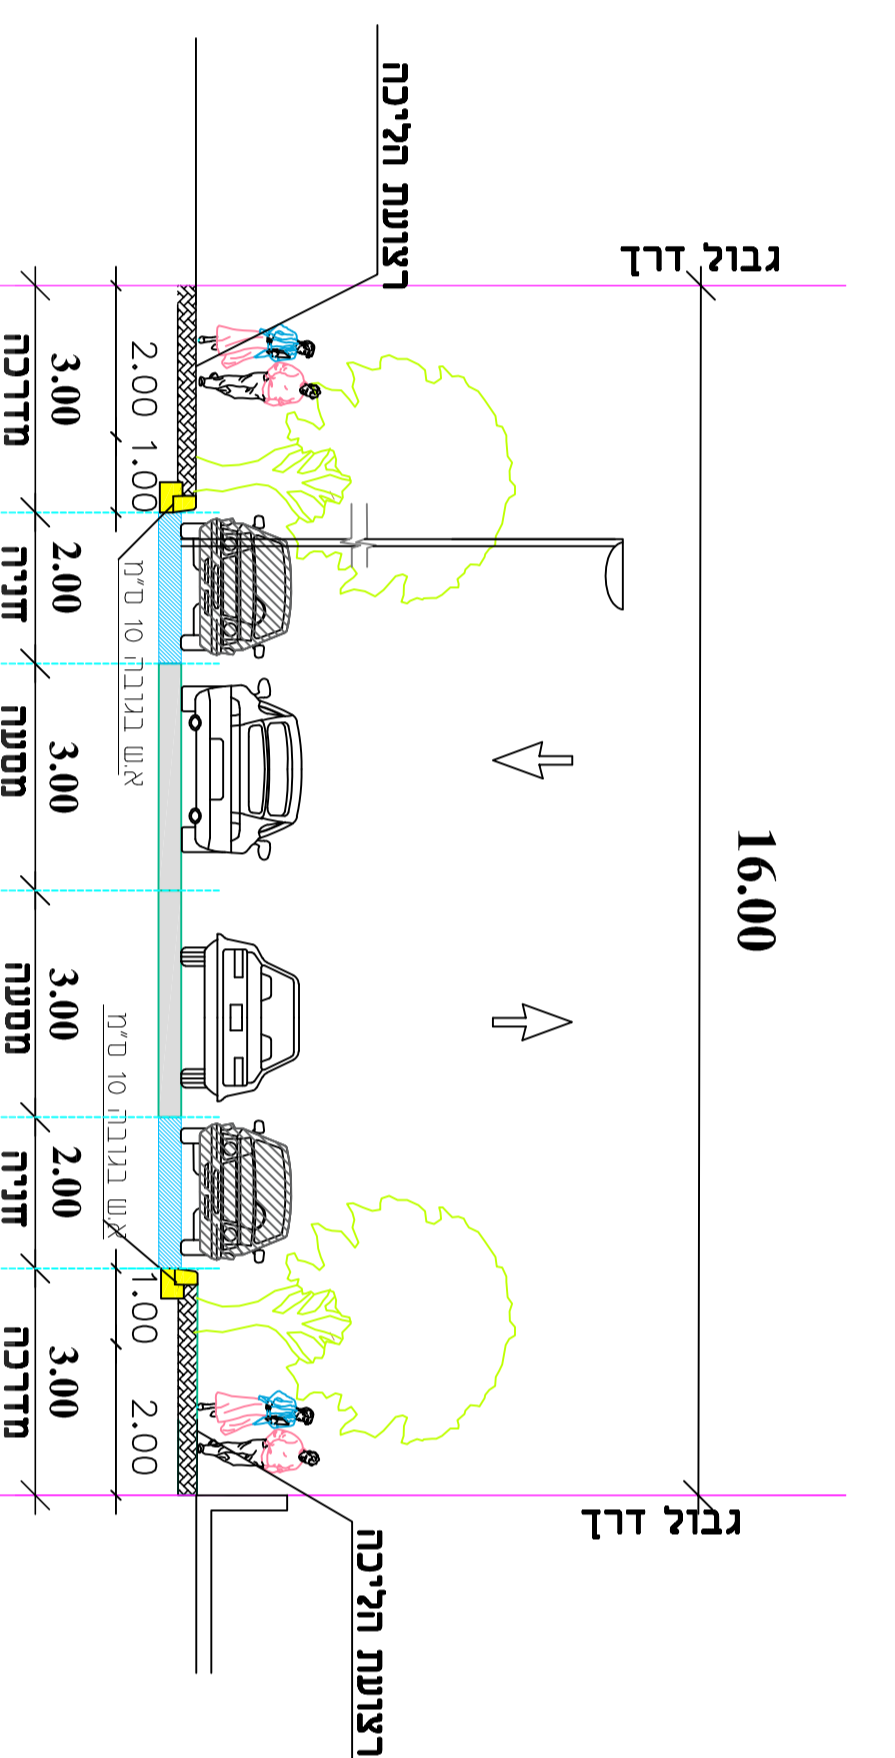 גבול דרך
גבול דרך
16.00
רצועת הליכה
רצועת הליכה
א.ש בגובה 10 ס"מ
א.ש בגובה 10 ס"מ
2.00
1.00
1.00
2.00
3.00
2.00
3.00
3.00
2.00
3.00
מדרכה
חניה
מסעה
מסעה
חניה
מדרכה